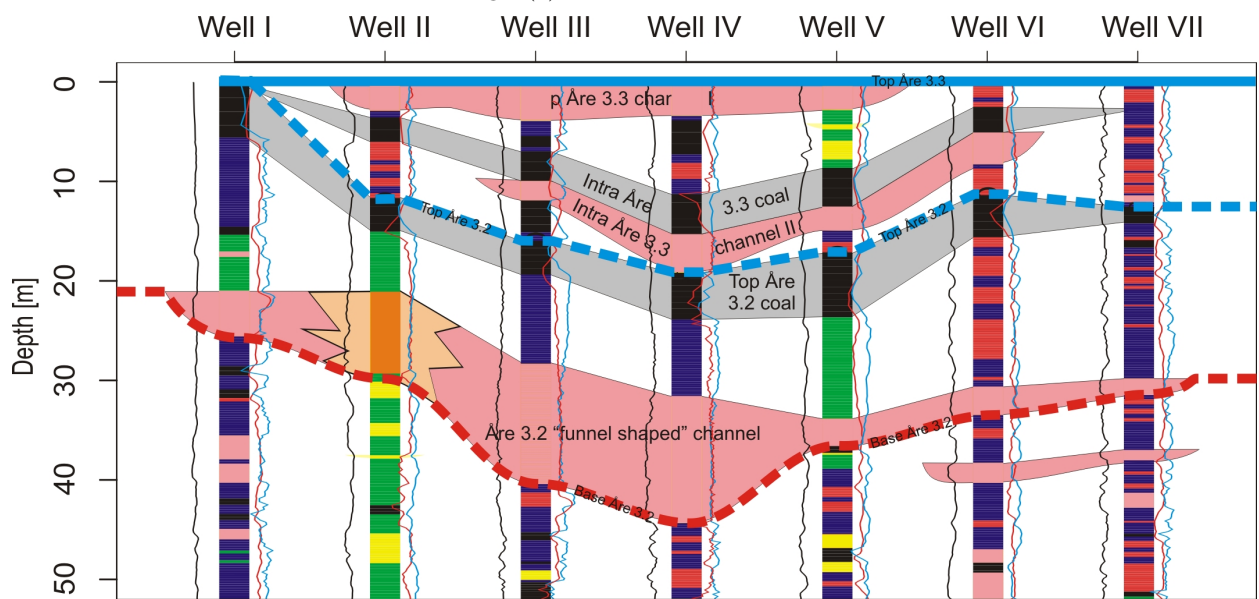 Well I Well II Well III Well IV Well V Well VI Well VII
Depth [m]
0
10
20
30
40
50
Top Åre 3.3
p Åre 3.3 char l
Intra Åre
3.3 coal
Intra Åre 3.3
channel II
Top Åre 3.2
Top Åre 3.2
Top Åre
3.2 coal
Åre 3.2 “funnel shaped” channel
Base Åre 3.2
Base Åre 3.2